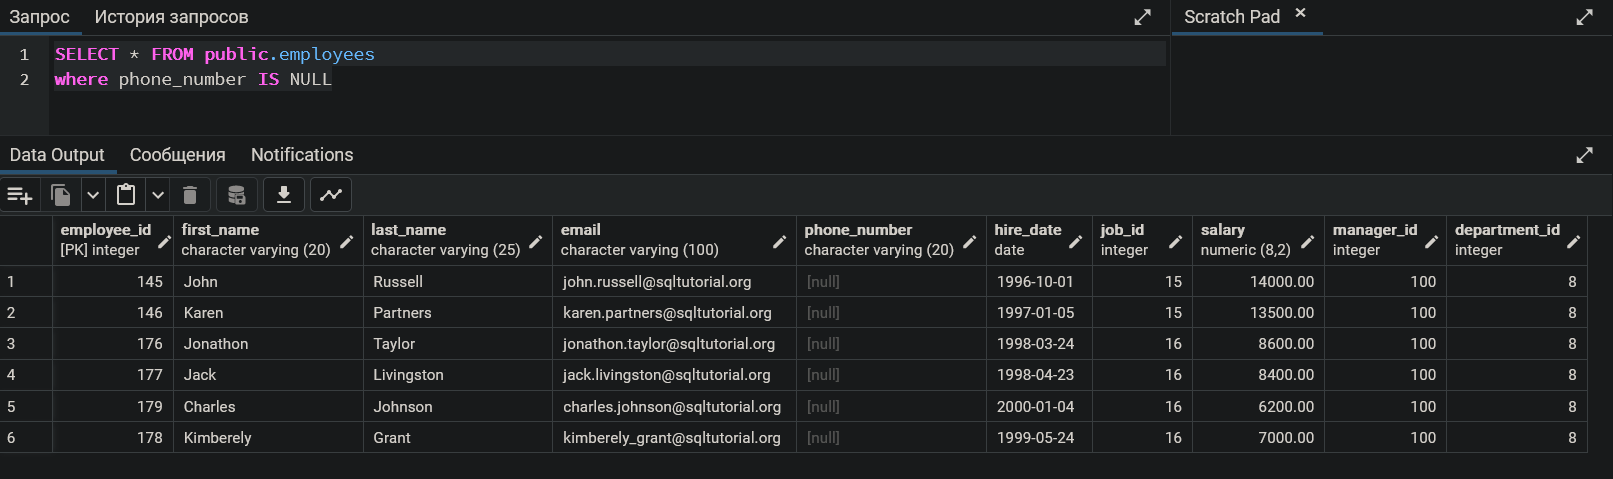 Запрос История запросов Scratch Pad ×
1 SELECT * FROM public.employees
2 where phone_number IS NULL
Data Output Сообщения Notifications
employee_id first_name last_name email phone_number hire_date job_id salary manager_id department_id
[PK] integer character varying (20) character varying (25) character varying (100) character varying (20) date integer numeric (8,2) integer integer
1 145 John Russell john.russell@sqltutorial.org [null] 1996-10-01 15 14000.00 100 8
2 146 Karen Partners karen.partners@sqltutorial.org [null] 1997-01-05 15 13500.00 100 8
3 176 Jonathon Taylor jonathon.taylor@sqltutorial.org [null] 1998-03-24 16 8600.00 100 8
4 177 Jack Livingston jack.livingston@sqltutorial.org [null] 1998-04-23 16 8400.00 100 8
5 179 Charles Johnson charles.johnson@sqltutorial.org [null] 2000-01-04 16 6200.00 100 8
6 178 Kimberely Grant kimberely_grant@sqltutorial.org [null] 1999-05-24 16 7000.00 100 8